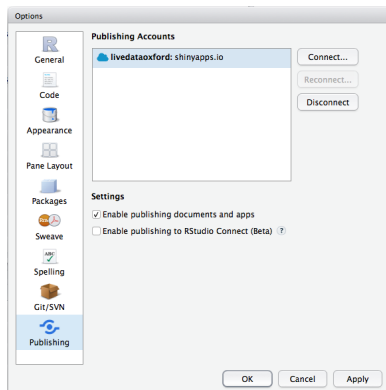 Options
R
General
Code
Appearance
Pane Layout
Packages
Sweave
ABC
Spelling
Git/SVN
Publishing
Publishing Accounts
livedataoxford: shinyapps.io
Connect...
Reconnect...
Disconnect
Settings
Enable publishing documents and apps
Enable publishing to RStudio Connect (Beta) ?
OK
Cancel
Apply